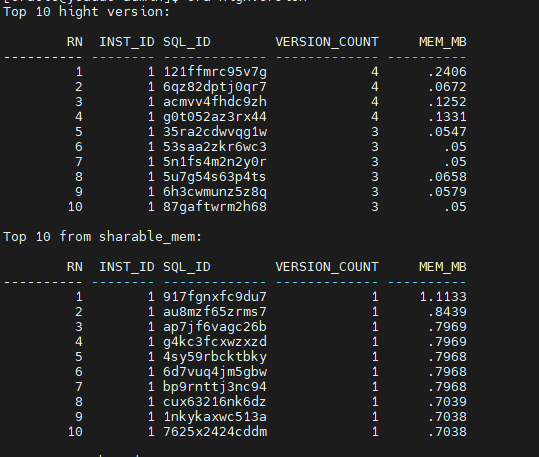 Top 10 hight version:
RN INST_ID SQL_ID VERSION_COUNT MEM_MB
---------- -------- ------------- ------------- ----------
1 1 121ffmrc95v7g 4 .2406
2 1 6qz82dptj0qr7 4 .0672
3 1 acmvv4fhdc9zh 4 .1252
4 1 g0t052az3rx44 4 .1331
5 1 35ra2cdwvqg1w 3 .0547
6 1 53saa2zkr6wc3 3 .05
7 1 5n1fs4m2n2y0r 3 .05
8 1 5u7g54s63p4ts 3 .0658
9 1 6h3cwmunz5z8q 3 .0579
10 1 87gaftwrm2h68 3 .05
Top 10 from sharable_mem:
RN INST_ID SQL_ID VERSION_COUNT MEM_MB
---------- -------- ------------- ------------- ----------
1 1 917fgnxfc9du7 1 1.1133
2 1 au8mzf65zrms7 1 .8439
3 1 ap7jf6vagc26b 1 .7969
4 1 g4kc3fcxwzxzd 1 .7969
5 1 4sy59rbcktbky 1 .7968
6 1 6d7vuq4jm5gbw 1 .7968
7 1 bp9rnttj3nc94 1 .7968
8 1 cux63216nk6dz 1 .7039
9 1 1nkykaxwc513a 1 .7038
10 1 7625x2424cddm 1 .7038